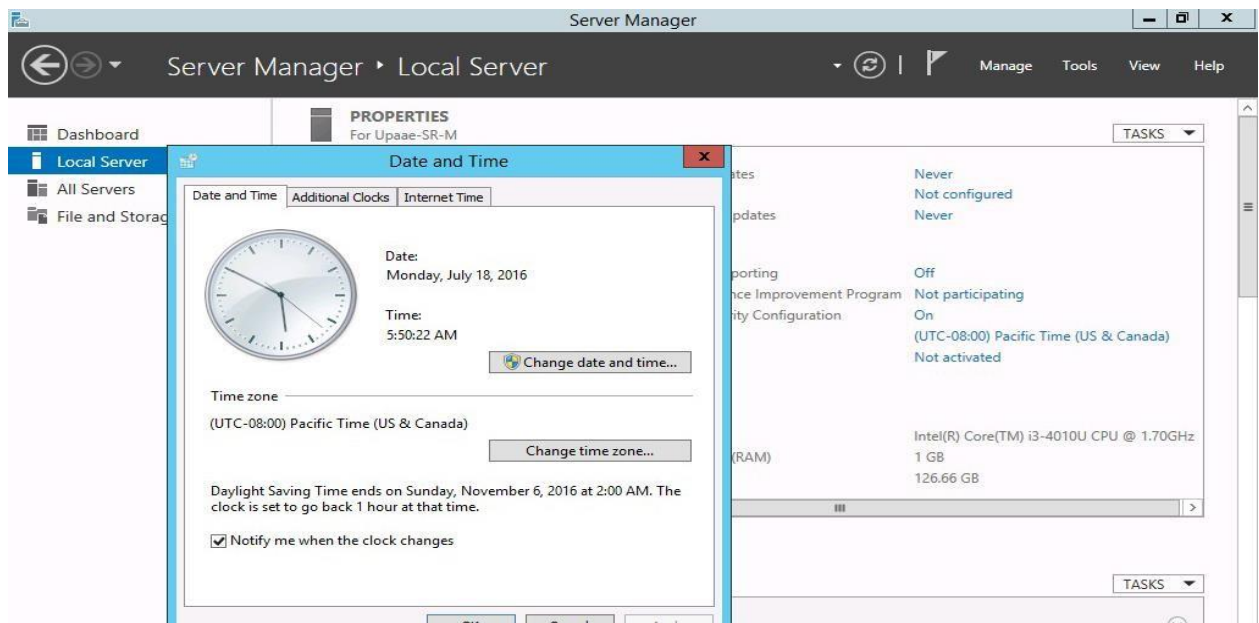 Server Manager
Server Manager ‣ Local Server
Manage Tools View Help
Dashboard
Local Server
All Servers
File and Storag
PROPERTIES
For Upaae-SR-M
TASKS
Date and Time
Date and Time Additional Clocks Internet Time
Date:
Monday, July 18, 2016
Time:
5:50:22 AM
Change date and time...
Time zone
(UTC-08:00) Pacific Time (US & Canada)
Change time zone...
Daylight Saving Time ends on Sunday, November 6, 2016 at 2:00 AM. The
clock is set to go back 1 hour at that time.
Notify me when the clock changes
ates Never
Not configured
pdates Never
porting Off
nce Improvement Program Not participating
ity Configuration On
(UTC-08:00) Pacific Time (US & Canada)
Not activated
Intel(R) Core(TM) i3-4010U CPU @ 1.70GHz
(RAM) 1 GB
126.66 GB
TASKS